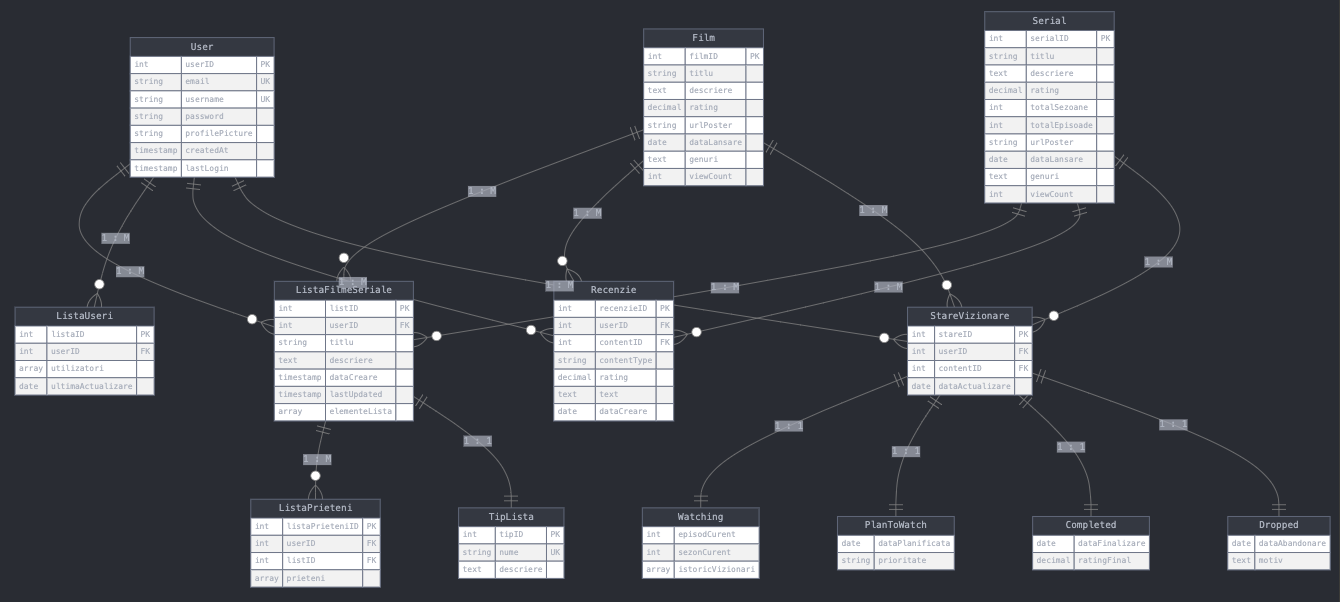 User
int userID PK
string email UK
string username UK
string password
string profilePicture
timestamp createdAt
timestamp lastLogin
Film
int filmID PK
string titlu
text descriere
decimal rating
string urlPoster
date dataLansare
text genuri
int viewCount
Serial
int serialID PK
string titlu
text descriere
decimal rating
int totalSezoane
int totalEpisoade
string urlPoster
date dataLansare
text genuri
int viewCount
1 : M
1 : M
1 : M
1 : M
1 : M
1 : M
1 : M
1 : M
1 : M
1 : M
1 : M
ListaUseri
int listaID PK
int userID FK
array utilizatori
date ultimaActualizare
ListaFilmeSeriale
int listID PK
int userID FK
string titlu
text descriere
timestamp dataCreare
timestamp lastUpdated
array elementeLista
Recenzie
int recenzieID PK
int userID FK
int contentID FK
string contentType
decimal rating
text text
date dataCreare
StareVizionare
int stareID PK
int userID FK
int contentID FK
date dataActualizare
1 : M
1 : 1
1 : 1
1 : 1
1 : 1
1 : 1
ListaPrieteni
int listaPrieteniID PK
int userID FK
int listID FK
array prieteni
TipLista
int tipID PK
string nume UK
text descriere
Watching
int episodCurent
int sezonCurent
array istoricVizionari
PlanToWatch
date dataPlanificata
string prioritate
Completed
date dataFinalizare
decimal ratingFinal
Dropped
date dataAbandonare
text motiv